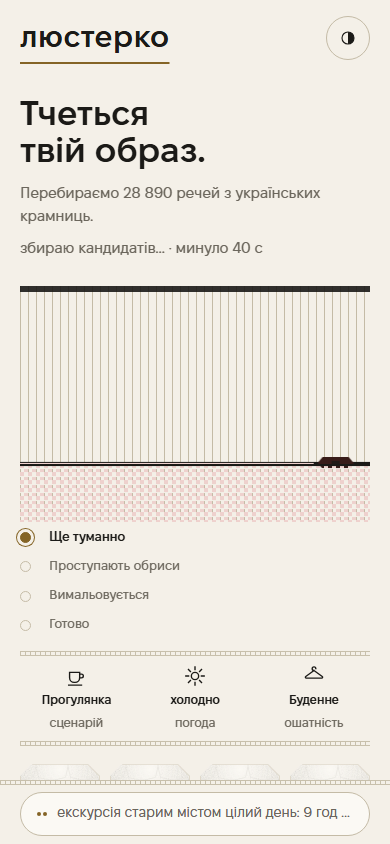 люстерко
Тчеться
твій образ.
Перебираємо 28 890 речей з українських
крамниць.
збираю кандидатів... · минуло 40 с
Ще туманно
Проступають обриси
Вимальовується
Готово
Прогулянка
холодно
Буденне
сценарій
погода
ошатність
екскурсія старим містом цілий день: 9 год ...